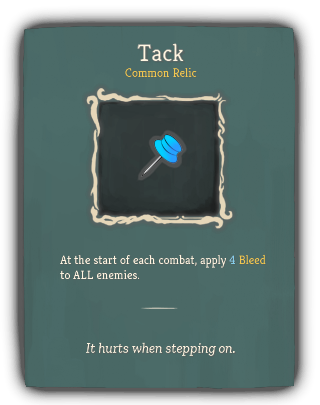 Tack
Common Relic
At the start of each combat, apply 4 Bleed
to ALL enemies.
It hurts when stepping on.